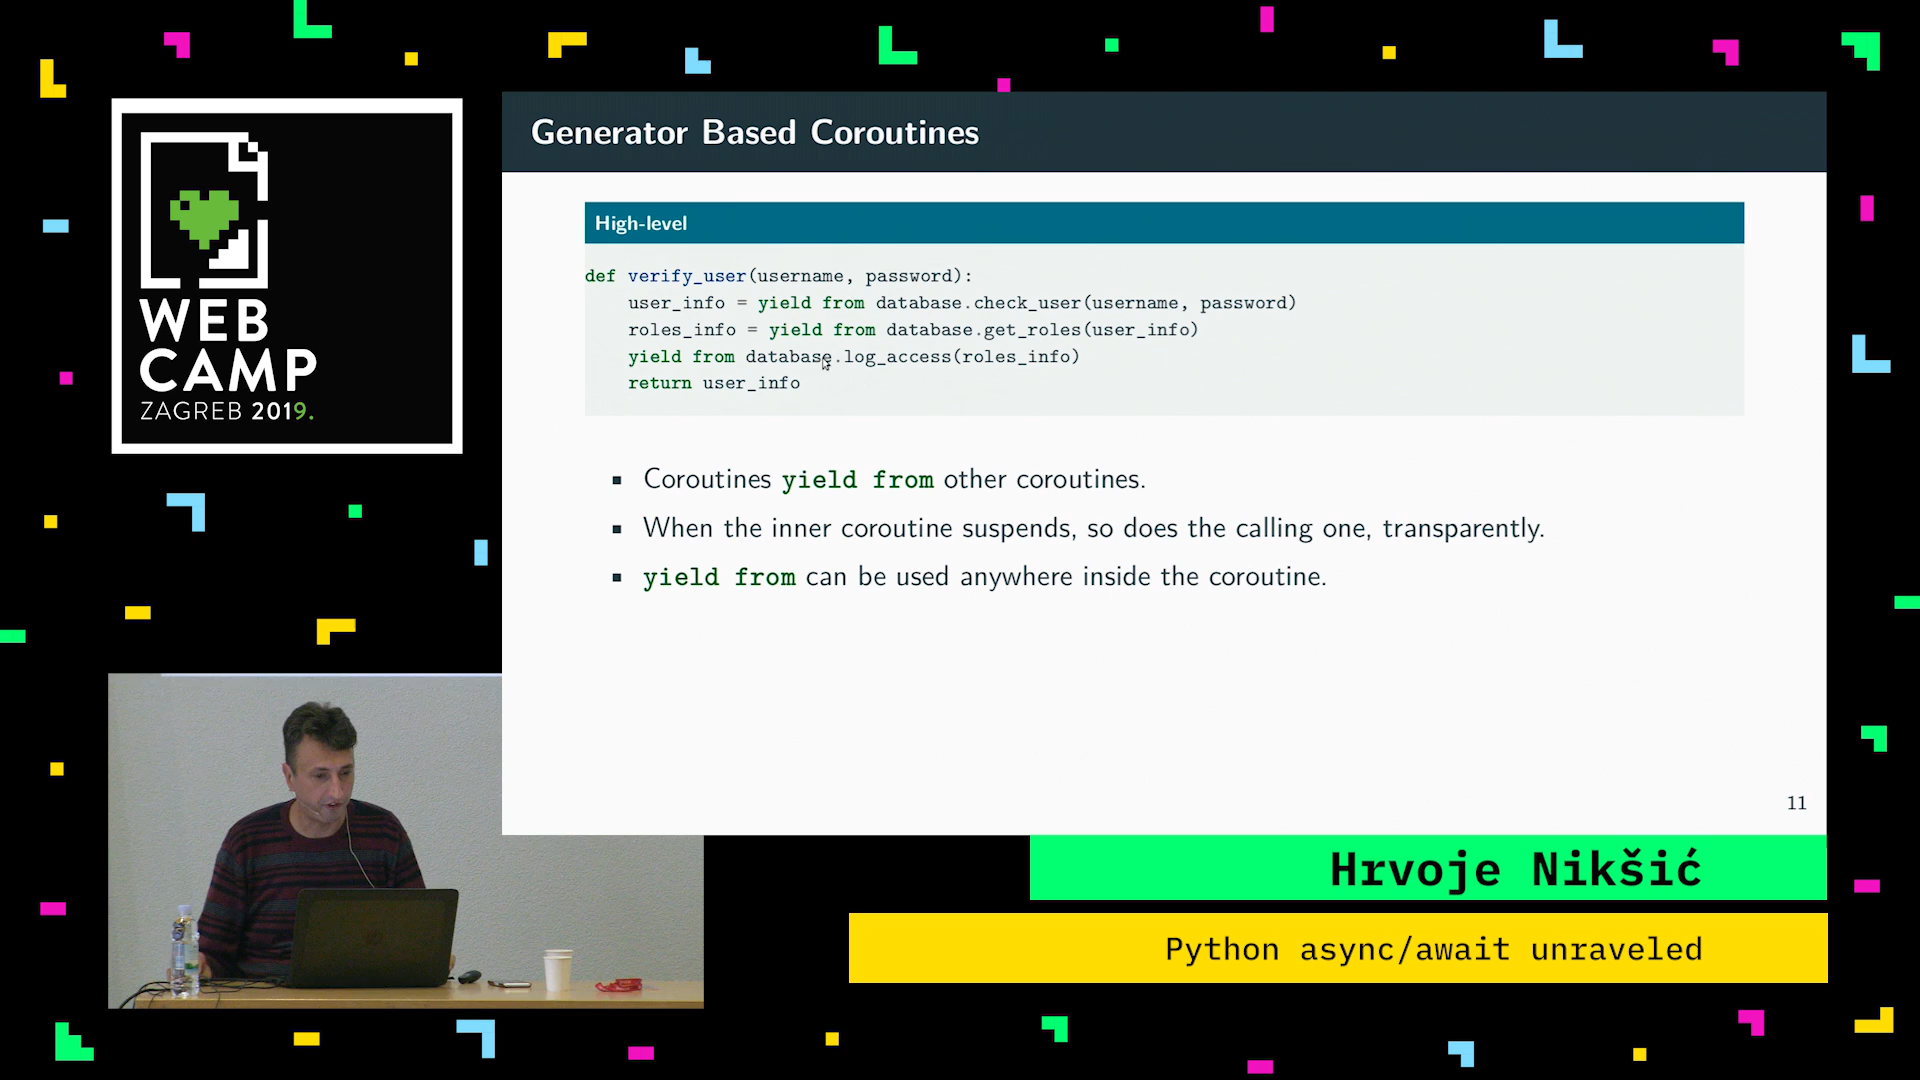 WEB
CAMP
ZAGREB 2019.
Generator Based Coroutines
High-level
def verify_user(username, password):
    user_info = yield from database.check_user(username, password)
    roles_info = yield from database.get_roles(user_info)
    yield from database.log_access(roles_info)
    return user_info
▪ Coroutines yield from other coroutines.
▪ When the inner coroutine suspends, so does the calling one, transparently.
▪ yield from can be used anywhere inside the coroutine.
11
Hrvoje Nikšić
Python async/await unraveled